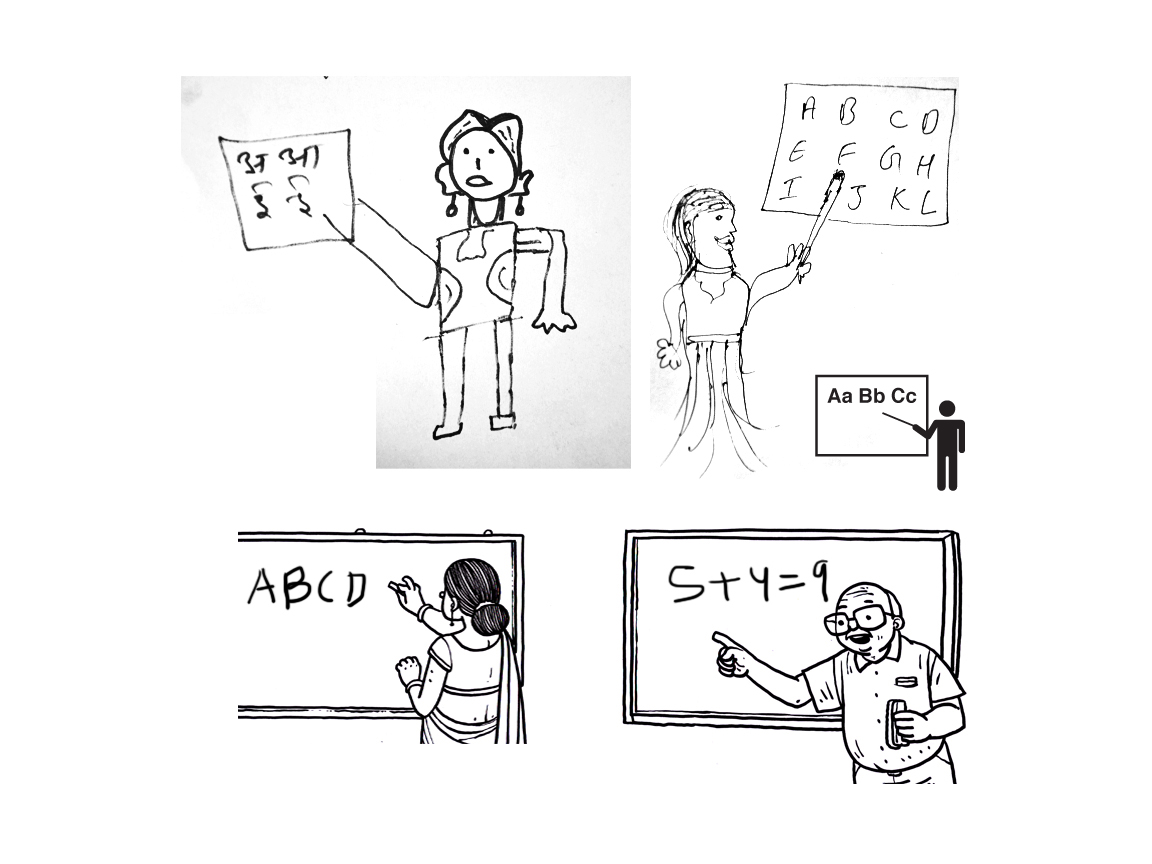 अ आ
इ ई
A B C D
E F G H
I J K L
Aa Bb Cc
ABCD
5+4=9